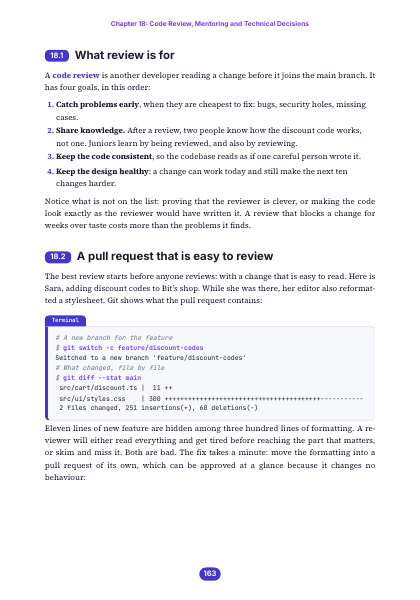 Chapter 18: Code Review, Mentoring and Technical Decisions
18.1 What review is for
A code review is another developer reading a change before it joins the main branch. It
has four goals, in this order:
1. Catch problems early, when they are cheapest to fix: bugs, security holes, missing
cases.
2. Share knowledge. After a review, two people know how the discount code works,
not one. Juniors learn by being reviewed, and also by reviewing.
3. Keep the code consistent, so the codebase reads as if one careful person wrote it.
4. Keep the design healthy: a change can work today and still make the next ten
changes harder.
Notice what is not on the list: proving that the reviewer is clever, or making the code
look exactly as the reviewer would have written it. A review that blocks a change for
weeks over taste costs more than the problems it finds.
18.2 A pull request that is easy to review
The best review starts before anyone reviews: with a change that is easy to read. Here is
Sara, adding discount codes to Bit's shop. While she was there, her editor also reformat-
ted a stylesheet. Git shows what the pull request contains:
Terminal
# A new branch for the feature
$ git switch -c feature/discount-codes
Switched to a new branch 'feature/discount-codes'
# What changed, file by file
$ git diff --stat main
src/cart/discount.ts | 11 ++
src/ui/styles.css | 300 +++++++++++++++++++++++++++++++++++++++++-----------
2 files changed, 251 insertions(+), 60 deletions(-)
Eleven lines of new feature are hidden among three hundred lines of formatting. A re-
viewer will either read everything and get tired before reaching the part that matters,
or skim and miss it. Both are bad. The fix takes a minute: move the formatting into a
pull request of its own, which can be approved at a glance because it changes no
behaviour:
163